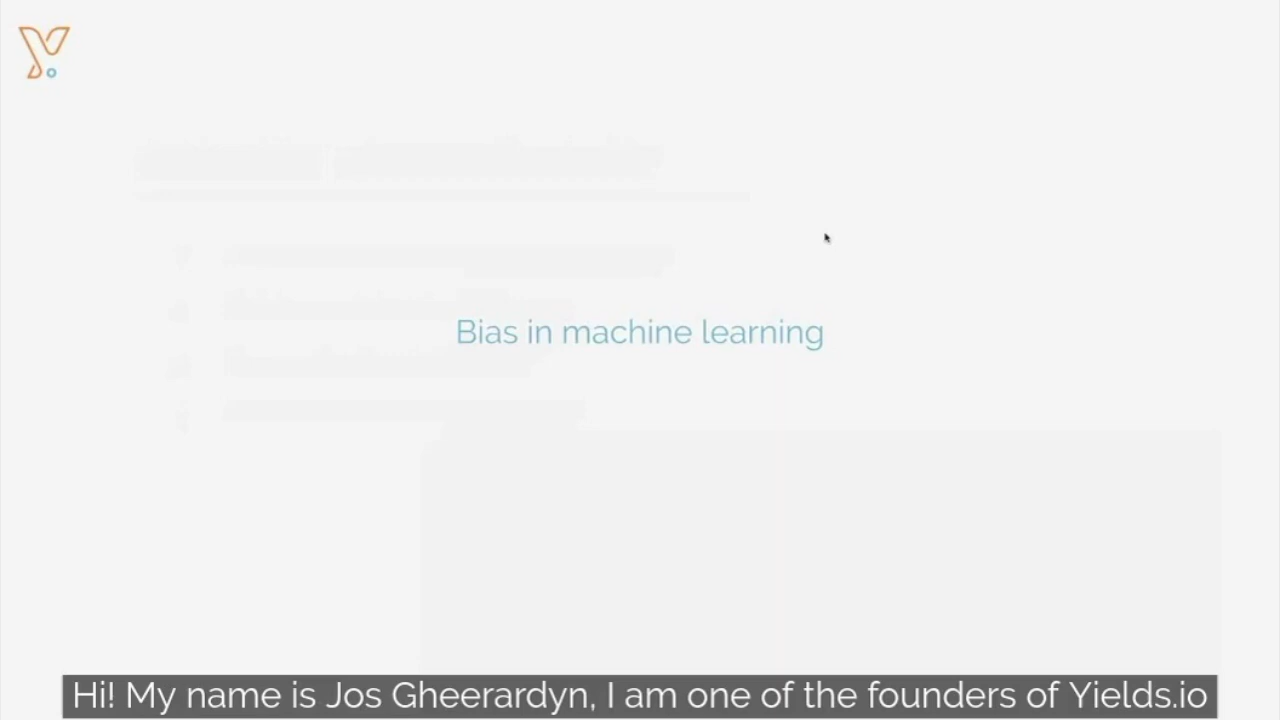 Bias in machine learning
Hi! My name is Jos Gheerardyn, I am one of the founders of Yields.io